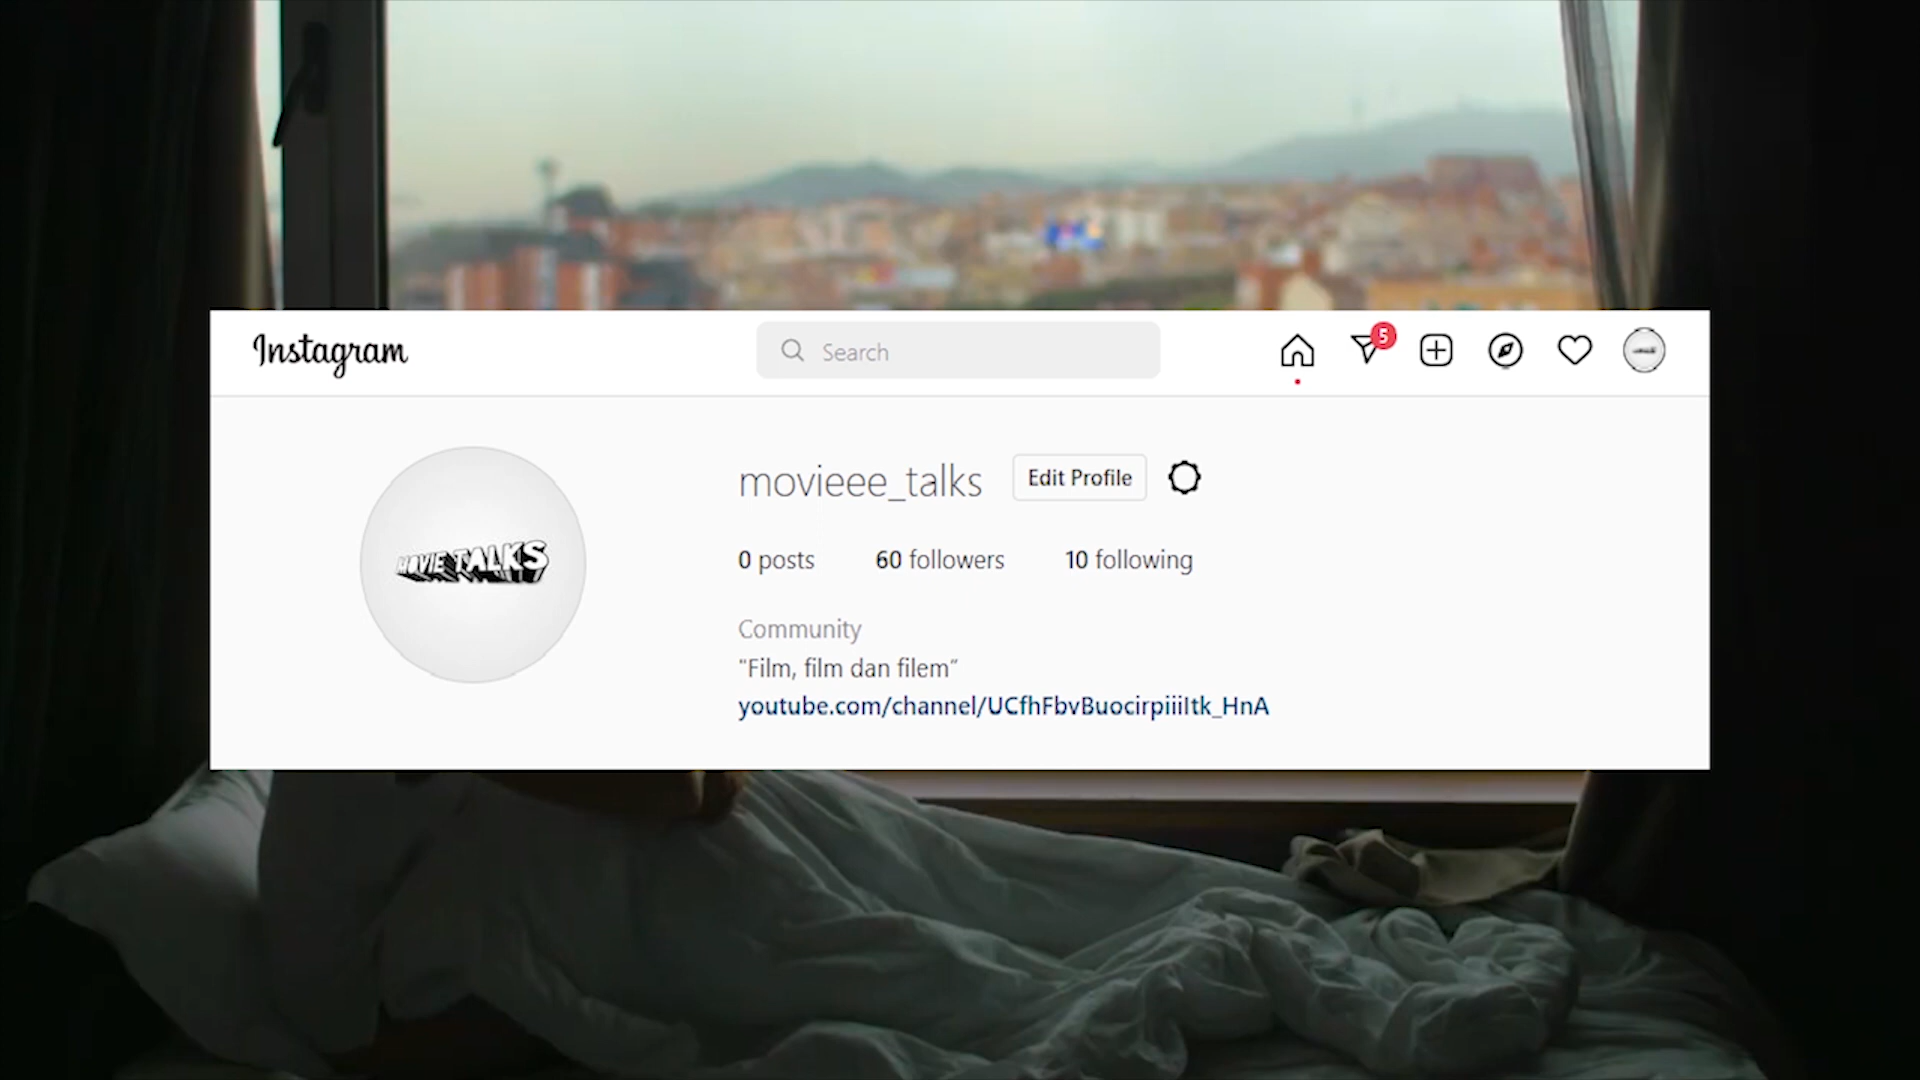 Instagram
Search
5
MOVIE TALKS
movieee_talks
Edit Profile
0 posts 60 followers 10 following
Community
"Film, film dan filem"
youtube.com/channel/UCfhFbvBuocirpiiiItk_HnA